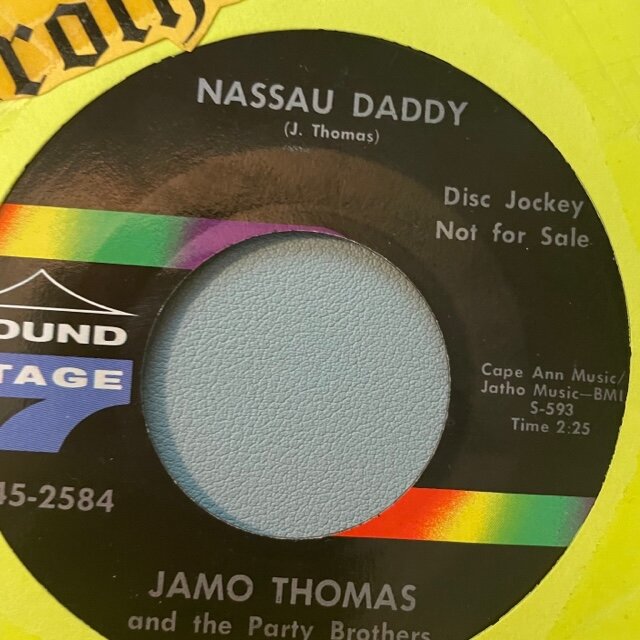 roth
NASSAU DADDY
(J. Thomas)
Disc Jockey
Not for Sale
OUND
TAGE
7
Cape Ann Music/
Jatho Music—BMI
S-593
Time 2:25
45-2584
JAMO THOMAS
and the Party Brothers